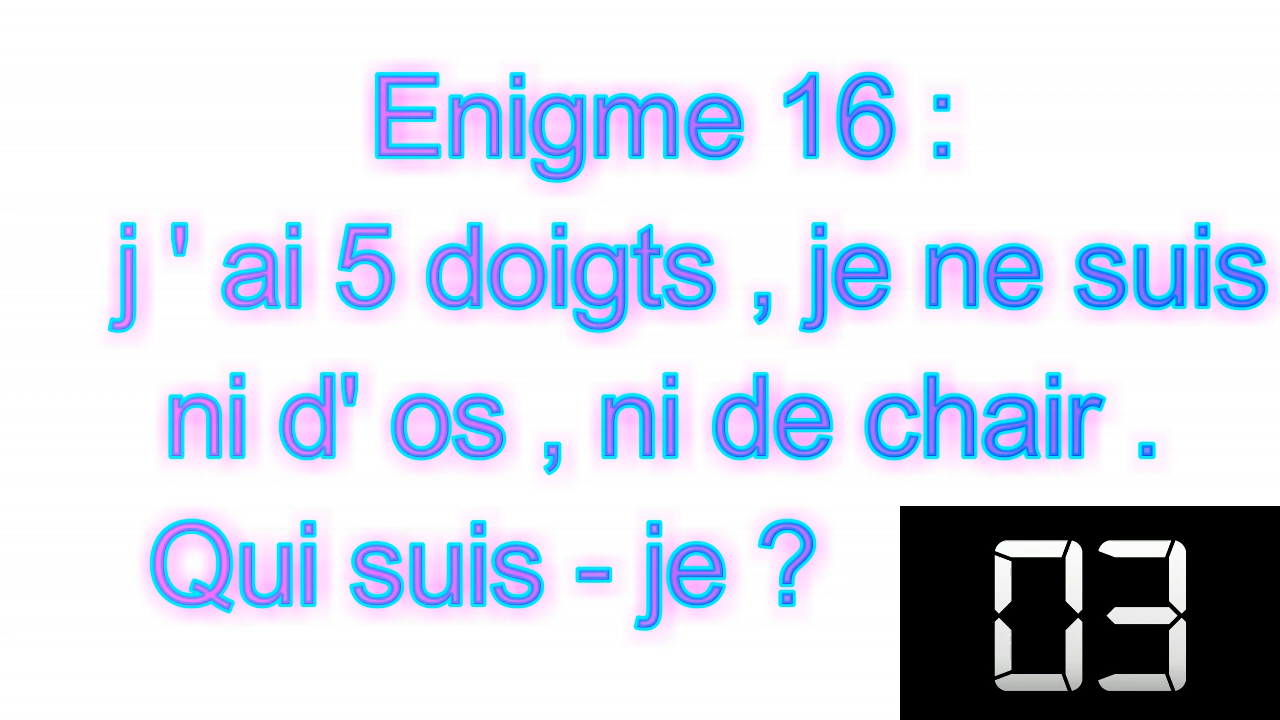 Enigme 16 :
j ' ai 5 doigts , je ne suis
ni d' os , ni de chair .
Qui suis - je ?
03